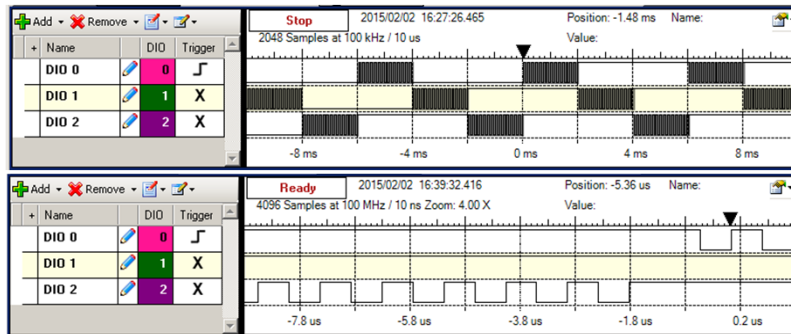 Add Remove Stop 2015/02/02 16:27:26.465 Position: -1.48 ms Name:
+ Name DIO Trigger 2048 Samples at 100 kHz / 10 us Value:
DIO 0 0
DIO 1 1 X
DIO 2 2 X
-8 ms -4 ms 0 ms 4 ms 8 ms
Add Remove Ready 2015/02/02 16:39:32.416 Position: -5.36 us Name:
+ Name DIO Trigger 4096 Samples at 100 MHz / 10 ns Zoom: 4.00 X Value:
DIO 0 0
DIO 1 1 X
DIO 2 2 X
-7.8 us -5.8 us -3.8 us -1.8 us 0.2 us